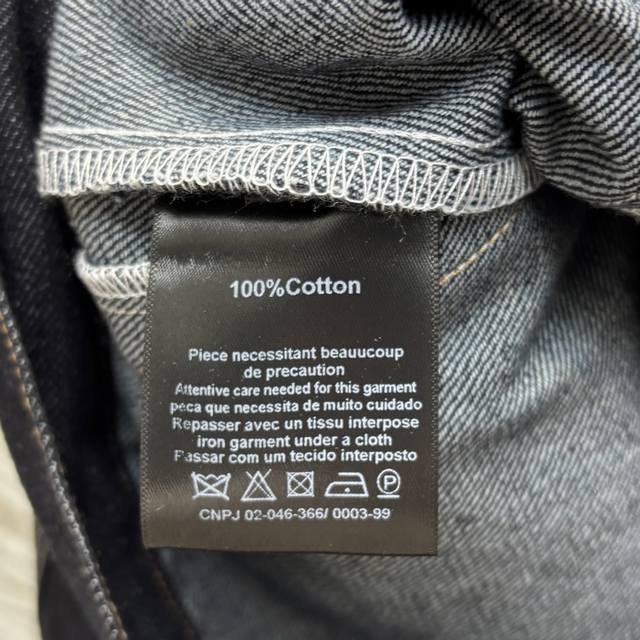 100%Cotton
Piece necessitant beauucoup
de precaution
Attentive care needed for this garment
peca que necessita de muito cuidado
Repasser avec un tissu interpose
iron garment under a cloth
Passar com um tecido interposto
P
CNPJ 02-046-366/ 0003-99